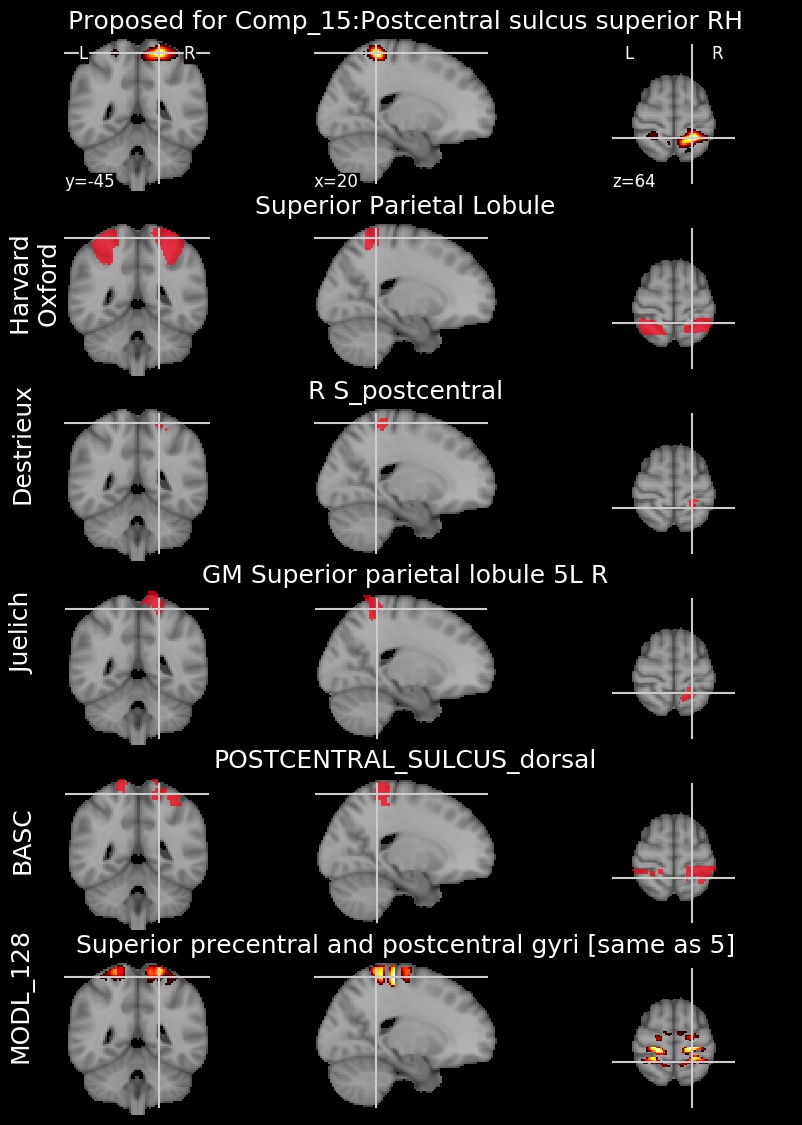 Proposed for Comp_15:Postcentral sulcus superior RH
L R L R
y=-45 x=20 z=64
Superior Parietal Lobule
Harvard
Oxford
R S_postcentral
Destrieux
GM Superior parietal lobule 5L R
Juelich
POSTCENTRAL_SULCUS_dorsal
BASC
Superior precentral and postcentral gyri [same as 5]
MODL_128